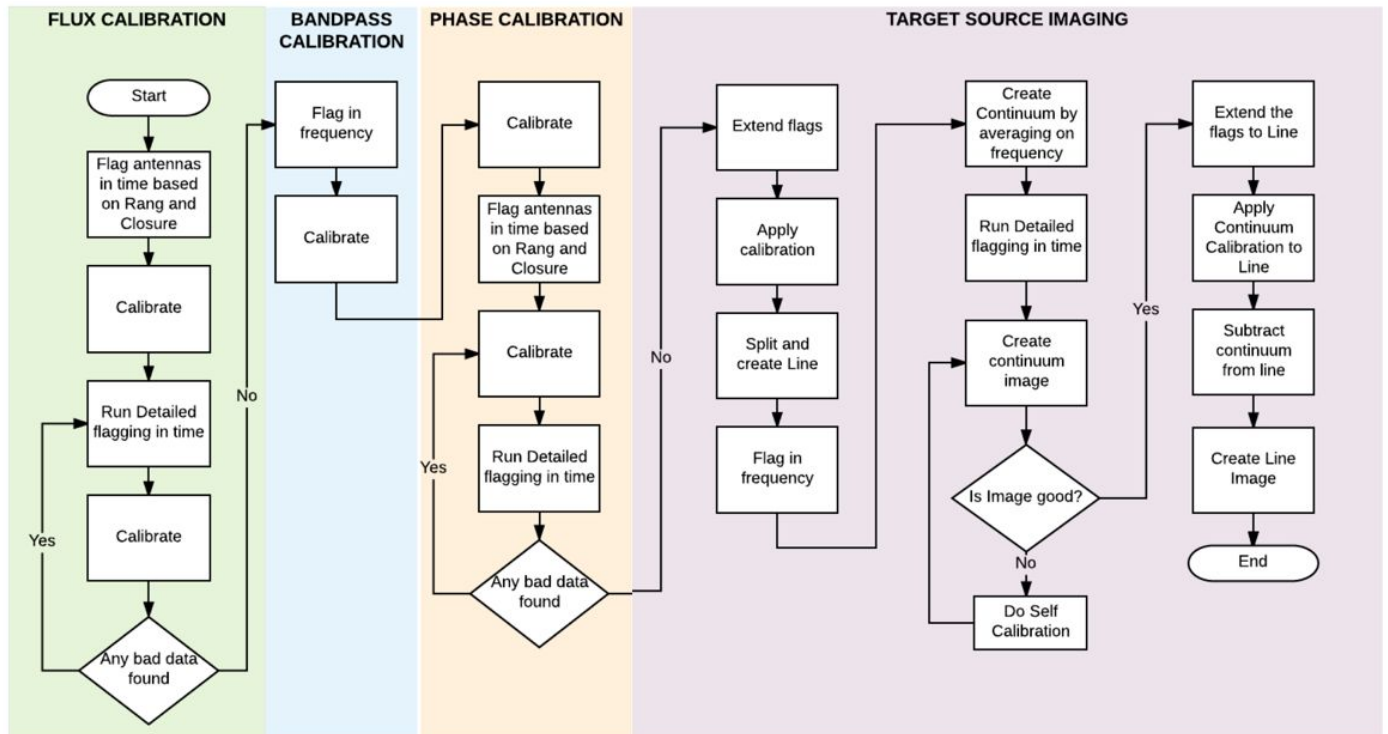 FLUX CALIBRATION
Start
Flag antennas
in time based
on Rang and
Closure
Calibrate
Run Detailed
flagging in time
Calibrate
Yes
Any bad data
found
No
BANDPASS
CALIBRATION
Flag in
frequency
Calibrate
PHASE CALIBRATION
Calibrate
Flag antennas
in time based
on Rang and
Closure
Calibrate
Run Detailed
flagging in time
Yes
Any bad data
found
No
TARGET SOURCE IMAGING
Extend flags
Apply
calibration
Split and
create Line
Flag in
frequency
Create
Continuum by
averaging on
frequency
Run Detailed
flagging in time
Create
continuum
image
Is Image good?
No
Do Self
Calibration
Yes
Extend the
flags to Line
Apply
Continuum
Calibration to
Line
Subtract
continuum
from line
Create Line
Image
End